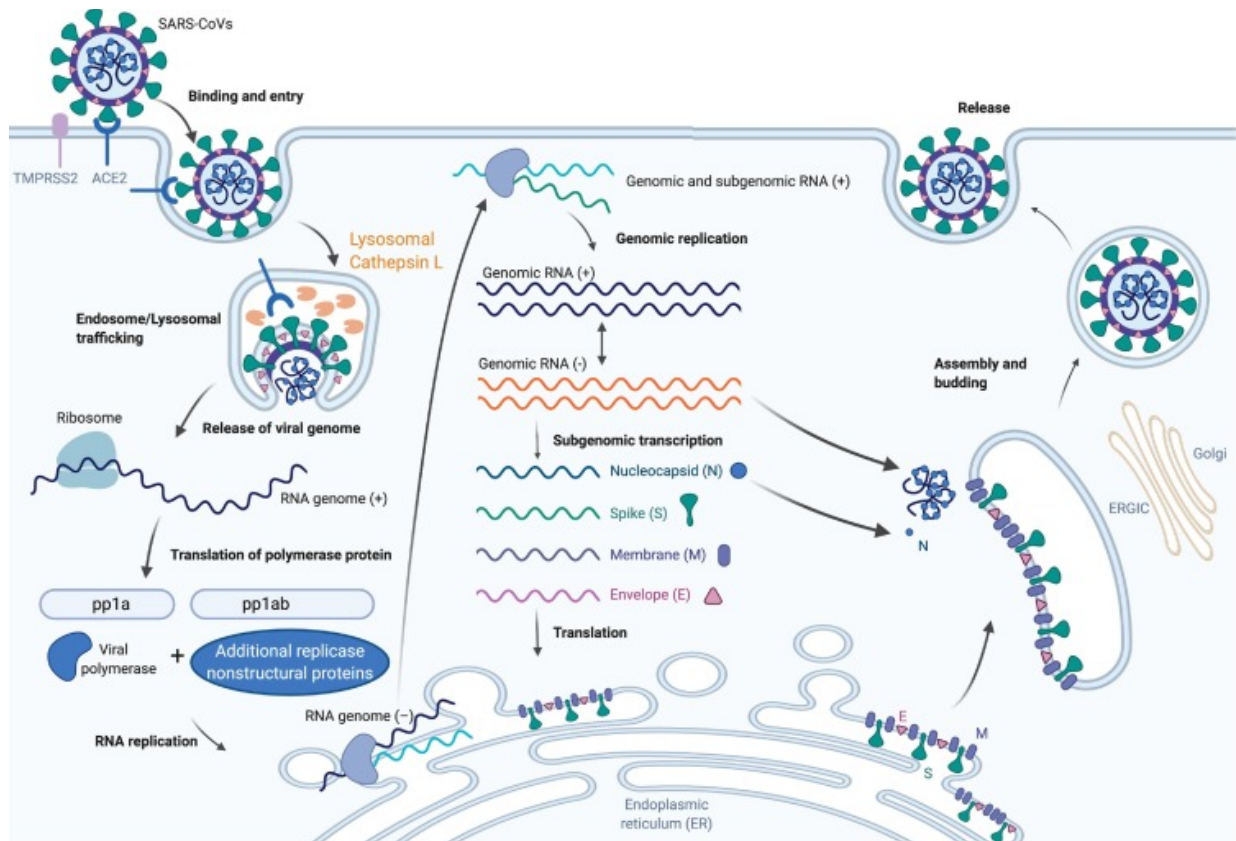 SARS-CoVs
Binding and entry
TMPRSS2
ACE2
Lysosomal
Cathepsin L
Endosome/Lysosomal
trafficking
Release of viral genome
Ribosome
RNA genome (+)
Translation of polymerase protein
pp1a
pp1ab
Viral
polymerase
+
Additional replicase
nonstructural proteins
RNA replication
RNA genome (−)
Genomic and subgenomic RNA (+)
Genomic replication
Genomic RNA (+)
Genomic RNA (-)
Subgenomic transcription
Nucleocapsid (N)
Spike (S)
Membrane (M)
Envelope (E)
Translation
Endoplasmic
reticulum (ER)
E
M
S
N
Assembly and
budding
Golgi
ERGIC
Release